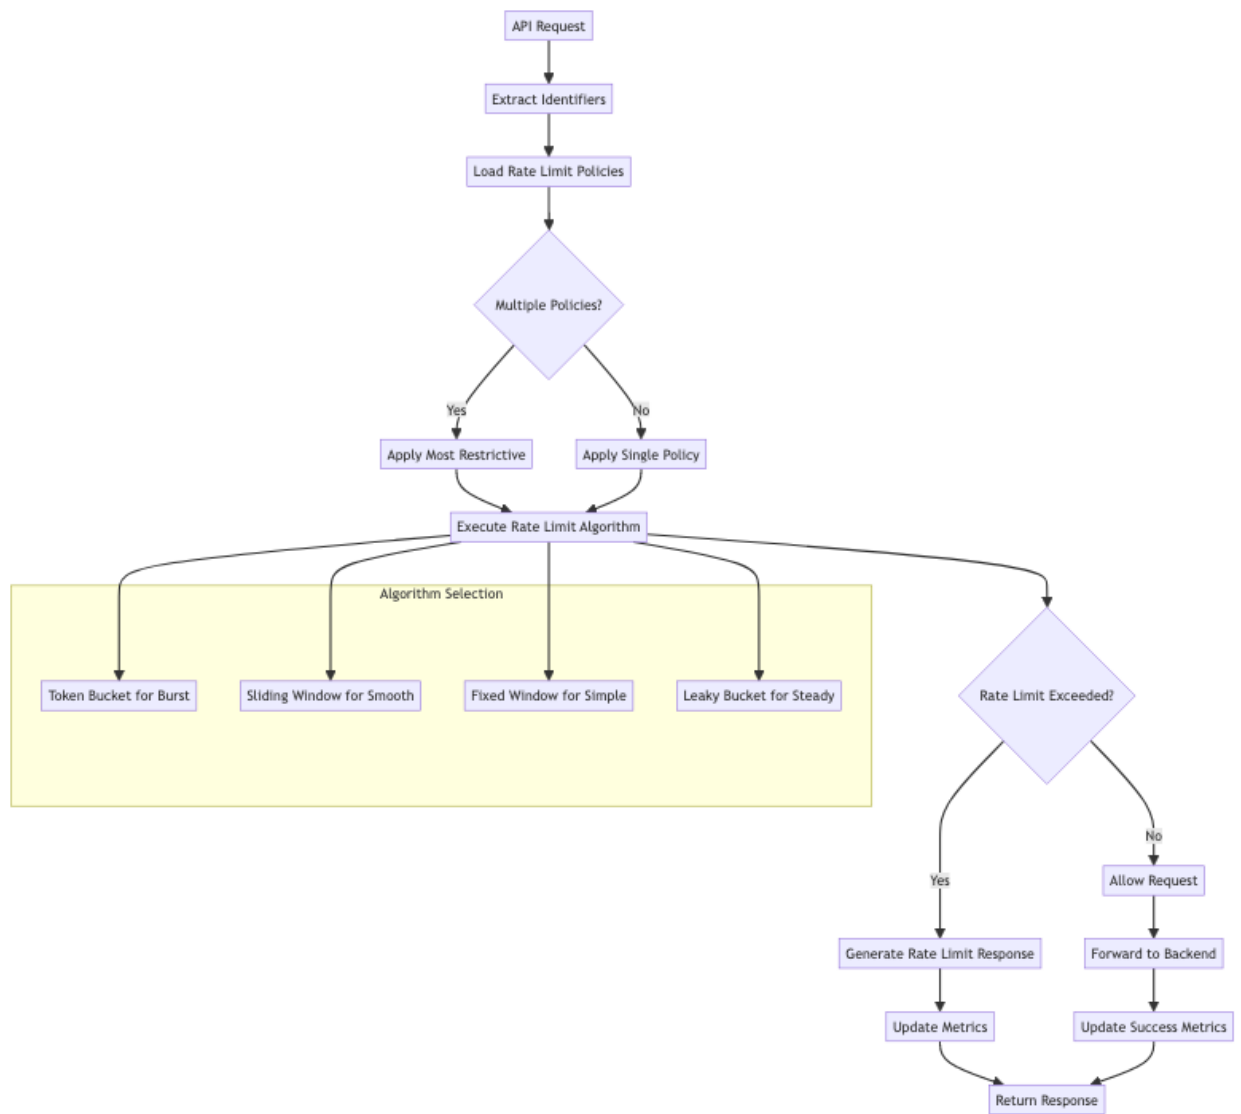 API Request
Extract Identifiers
Load Rate Limit Policies
Multiple Policies?
Yes
No
Apply Most Restrictive
Apply Single Policy
Execute Rate Limit Algorithm
Algorithm Selection
Token Bucket for Burst
Sliding Window for Smooth
Fixed Window for Simple
Leaky Bucket for Steady
Rate Limit Exceeded?
No
Yes
Allow Request
Generate Rate Limit Response
Forward to Backend
Update Metrics
Update Success Metrics
Return Response